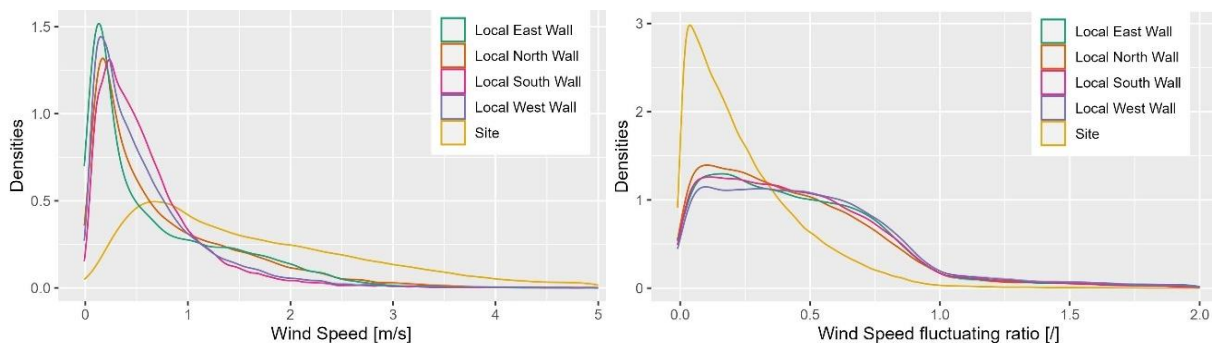 1.5
1.0
0.5
0.0
Densities
0
1
2
3
4
5
Wind Speed [m/s]
Local East Wall
Local North Wall
Local South Wall
Local West Wall
Site
3
2
1
0
Densities
0.0
0.5
1.0
1.5
2.0
Wind Speed fluctuating ratio [/]
Local East Wall
Local North Wall
Local South Wall
Local West Wall
Site